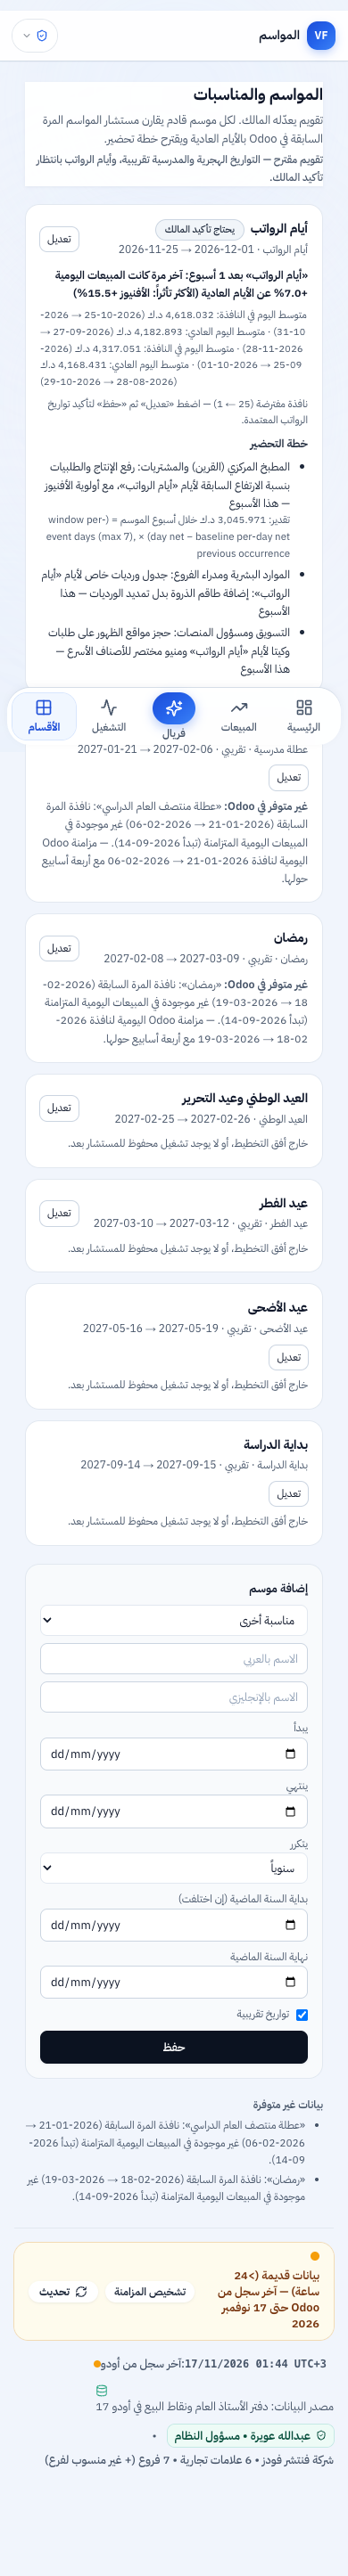 VF المواسم
المواسم والمناسبات
تقويم يعدّله المالك. لكل موسم قادم يقارن مستشار المواسم المرة
السابقة في Odoo بالأيام العادية ويقترح خطة تحضير.
تقويم مقترح — التواريخ الهجرية والمدرسية تقريبية، وأيام الرواتب بانتظار
تأكيد المالك.
أيام الرواتب يحتاج تأكيد المالك
تعديل
أيام الرواتب · 2026-12-01 → 2026-11-25
«أيام الرواتب» بعد 1 أسبوع: آخر مرة كانت المبيعات اليومية
+7.0% عن الأيام العادية (الأكثر تأثراً: الأفنيوز +15.5%)
متوسط اليوم في النافذة: 4,618.032 د.ك (2026-10-25 → 2026-
10-31) · متوسط اليوم العادي: 4,182.893 د.ك (2026-09-27 →
2026-11-28) · متوسط اليوم في النافذة: 4,317.051 د.ك (2026-
09-25 → 2026-10-01) · متوسط اليوم العادي: 4,168.431 د.ك
(2026-08-28 → 2026-10-29)
نافذة مفترضة (25 → 1) — اضغط «تعديل» ثم «حفظ» لتأكيد تواريخ
الرواتب المعتمدة.
خطة التحضير
المطبخ المركزي (القرين) والمشتريات: رفع الإنتاج والطلبيات
بنسبة الارتفاع السابقة لأيام «أيام الرواتب»، مع أولوية الأفنيوز
— هذا الأسبوع
تقدير: 3,045.971 د.ك خلال أسبوع الموسم = (window per-
event days (max 7), × (day net − baseline per-day net
previous occurrence
الموارد البشرية ومدراء الفروع: جدول ورديات خاص لأيام «أيام
الرواتب»: إضافة طاقم الذروة بدل تمديد الورديات — هذا
الأسبوع
التسويق ومسؤول المنصات: حجز مواقع الظهور على طلبات
وكيتا لأيام «أيام الرواتب» ومنيو مختصر للأصناف الأسرع —
هذا الأسبوع
الرئيسية
المبيعات
فريال
التشغيل
الأقسام
عطلة مدرسية · تقريبي · 2027-02-06 → 2027-01-21
تعديل
غير متوفر في Odoo: «عطلة منتصف العام الدراسي»: نافذة المرة
السابقة (2026-01-21 → 2026-02-06) غير موجودة في
المبيعات اليومية المتزامنة (تبدأ 2026-09-14). — مزامنة Odoo
اليومية لنافذة 2026-01-21 → 2026-02-06 مع أربعة أسابيع
حولها.
رمضان
تعديل
رمضان · تقريبي · 2027-03-09 → 2027-02-08
غير متوفر في Odoo: «رمضان»: نافذة المرة السابقة (2026-02-
18 → 2026-03-19) غير موجودة في المبيعات اليومية المتزامنة
(تبدأ 2026-09-14). — مزامنة Odoo اليومية لنافذة 2026-
02-18 → 2026-03-19 مع أربعة أسابيع حولها.
العيد الوطني وعيد التحرير
تعديل
العيد الوطني · 2027-02-26 → 2027-02-25
خارج أفق التخطيط، أو لا يوجد تشغيل محفوظ للمستشار بعد.
عيد الفطر
تعديل
عيد الفطر · تقريبي · 2027-03-12 → 2027-03-10
خارج أفق التخطيط، أو لا يوجد تشغيل محفوظ للمستشار بعد.
عيد الأضحى
عيد الأضحى · تقريبي · 2027-05-19 → 2027-05-16
تعديل
خارج أفق التخطيط، أو لا يوجد تشغيل محفوظ للمستشار بعد.
بداية الدراسة
بداية الدراسة · تقريبي · 2027-09-15 → 2027-09-14
تعديل
خارج أفق التخطيط، أو لا يوجد تشغيل محفوظ للمستشار بعد.
إضافة موسم
مناسبة أخرى
الاسم بالعربي
الاسم بالإنجليزي
يبدأ
dd/mm/yyyy
ينتهي
dd/mm/yyyy
يتكرر
سنوياً
بداية السنة الماضية (إن اختلفت)
dd/mm/yyyy
نهاية السنة الماضية
dd/mm/yyyy
تواريخ تقريبية
حفظ
بيانات غير متوفرة
«عطلة منتصف العام الدراسي»: نافذة المرة السابقة (2026-01-21 →
2026-02-06) غير موجودة في المبيعات اليومية المتزامنة (تبدأ 2026-
09-14).
«رمضان»: نافذة المرة السابقة (2026-02-18 → 2026-03-19) غير
موجودة في المبيعات اليومية المتزامنة (تبدأ 2026-09-14).
بيانات قديمة (>24
ساعة) — آخر سجل من
Odoo حتى 17 نوفمبر
2026
تشخيص المزامنة
تحديث
آخر سجل من أودو: 17/11/2026 01:44 UTC+3
مصدر البيانات: دفتر الأستاذ العام ونقاط البيع في أودو 17
عبدالله عويرة • مسؤول النظام •
شركة فنتشر فودز • 6 علامات تجارية • 7 فروع (+ غير منسوب لفرع)